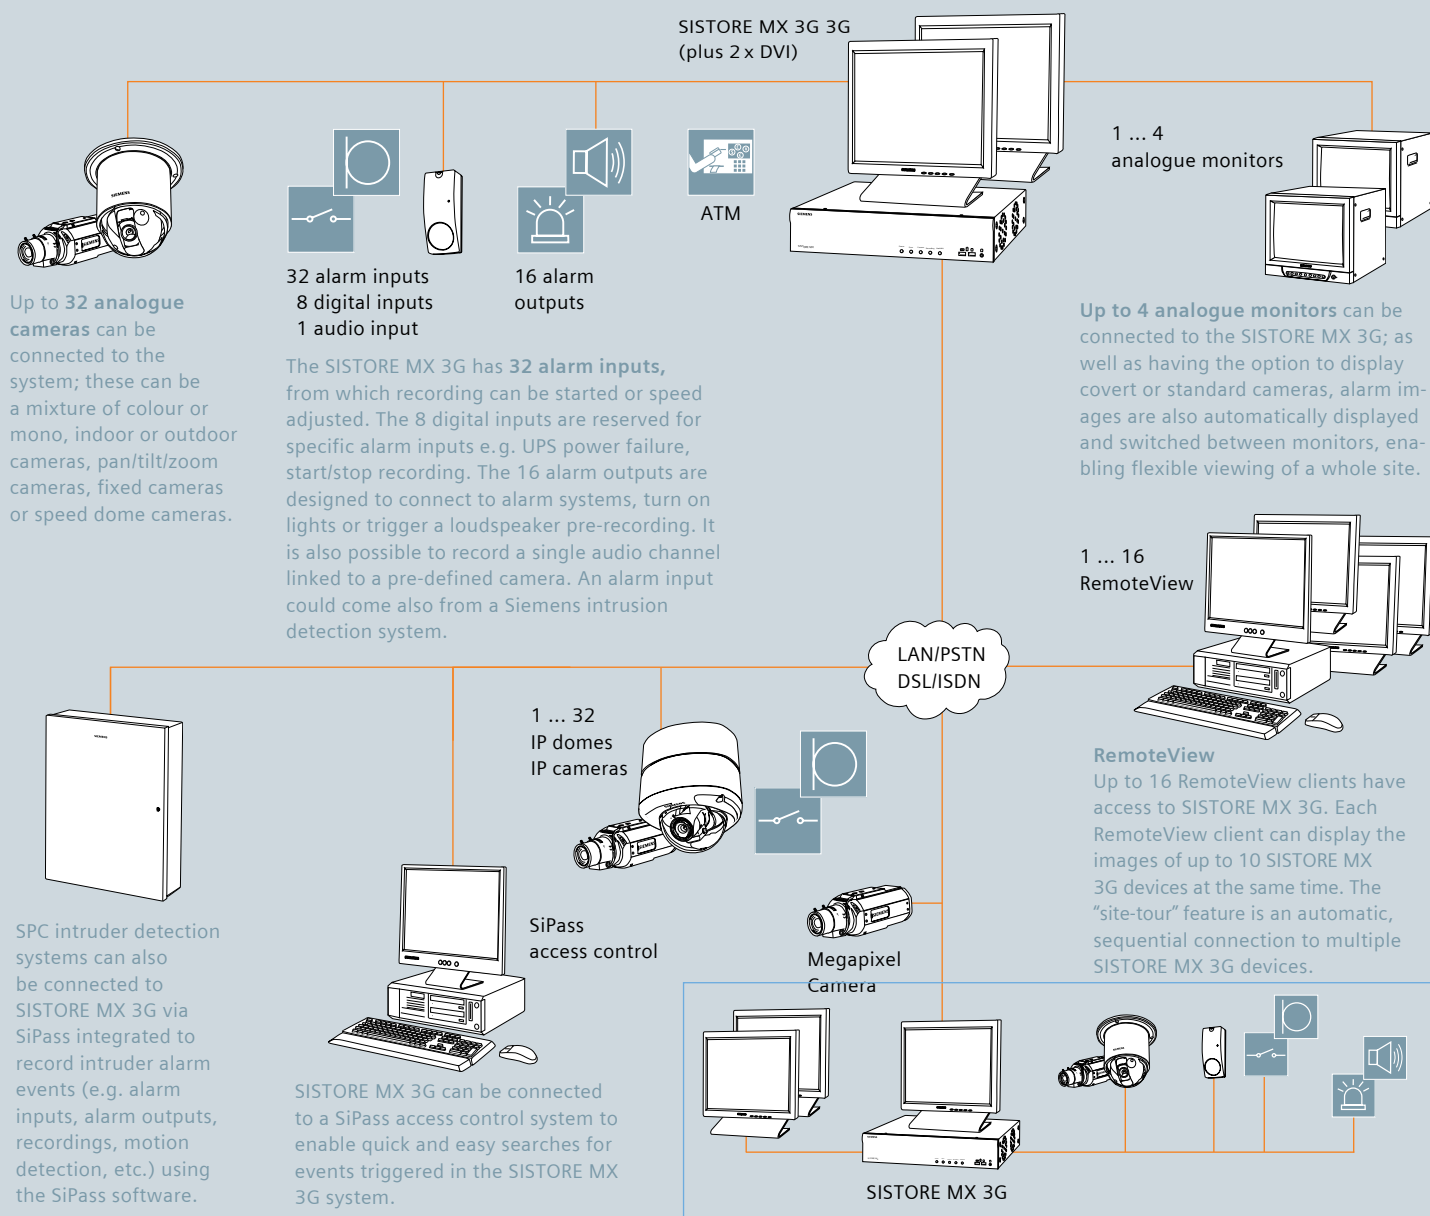 SISTORE MX 3G 3G
(plus 2 x DVI)
1 ... 4
analogue monitors
SIEMENS
SIEMENS
SIEMENS
ATM
32 alarm inputs
8 digital inputs
1 audio input
16 alarm
outputs
Up to 32 analogue
cameras can be
connected to the
system; these can be
a mixture of colour or
mono, indoor or outdoor
cameras, pan/tilt/zoom
cameras, fixed cameras
or speed dome cameras.
The SISTORE MX 3G has 32 alarm inputs,
from which recording can be started or speed
adjusted. The 8 digital inputs are reserved for
specific alarm inputs e. g. UPS power failure,
start/stop recording. The 16 alarm outputs are
designed to connect to alarm systems, turn on
lights or trigger a loudspeaker pre-recording. It
is also possible to record a single audio channel
linked to a pre-defined camera. An alarm input
could come also from a Siemens intrusion
detection system.
Up to 4 analogue monitors can be
connected to the SISTORE MX 3G; as
well as having the option to display
covert or standard cameras, alarm im-
ages are also automatically displayed
and switched between monitors, ena-
bling flexible viewing of a whole site.
1 ... 16
RemoteView
LAN/PSTN
DSL/ISDN
1 ... 32
IP domes
IP cameras
SIEMENS
SIEMENS
RemoteView
Up to 16 RemoteView clients have
access to SISTORE MX 3G. Each
RemoteView client can display the
images of up to 10 SISTORE MX
3G devices at the same time. The
"site-tour" feature is an automatic,
sequential connection to multiple
SISTORE MX 3G devices.
SPC intruder detection
systems can also
be connected to
SISTORE MX 3G via
SiPass integrated to
record intruder alarm
events (e.g. alarm
inputs, alarm outputs,
recordings, motion
detection, etc.) using
the SiPass software.
SiPass
access control
SIEMENS
Megapixel
Camera
SISTORE MX 3G can be connected
to a SiPass access control system to
enable quick and easy searches for
events triggered in the SISTORE MX
3G system.
SISTORE MX 3G